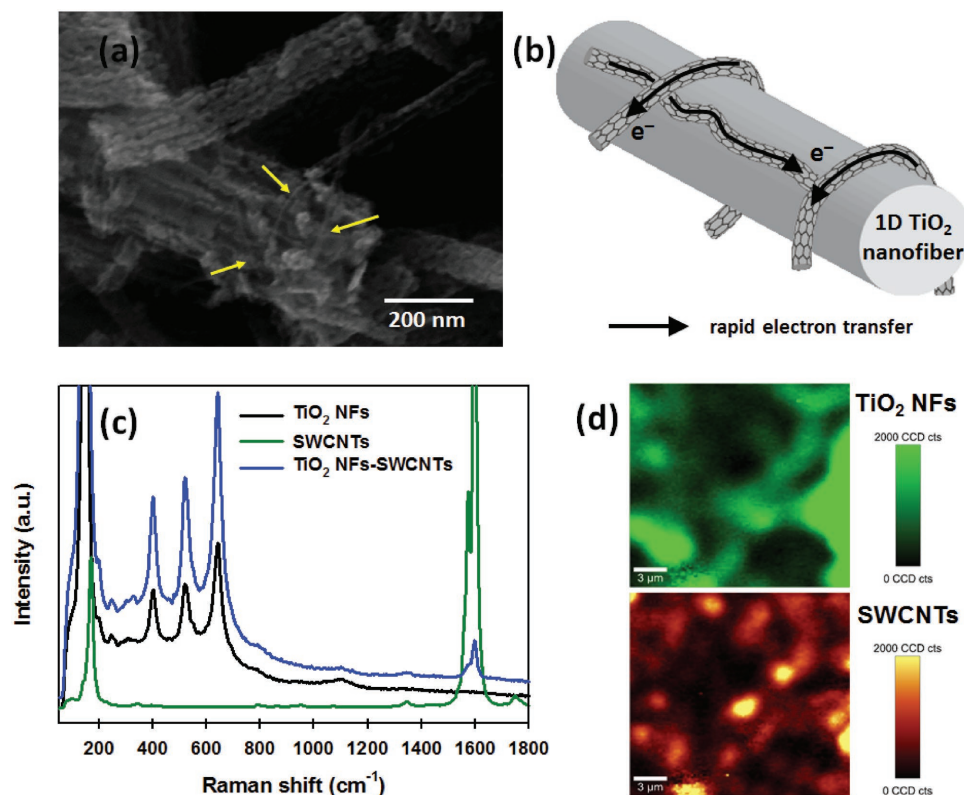 (a)
200 nm
(b)
e⁻
e⁻
1D TiO₂
nanofiber
rapid electron transfer
(c)
TiO₂ NFs
SWCNTs
TiO₂ NFs-SWCNTs
Intensity (a.u.)
200 400 600 800 1000 1200 1400 1600 1800
Raman shift (cm⁻¹)
(d)
TiO₂ NFs
2000 CCD cts
0 CCD cts
3 µm
SWCNTs
2000 CCD cts
0 CCD cts
3 µm